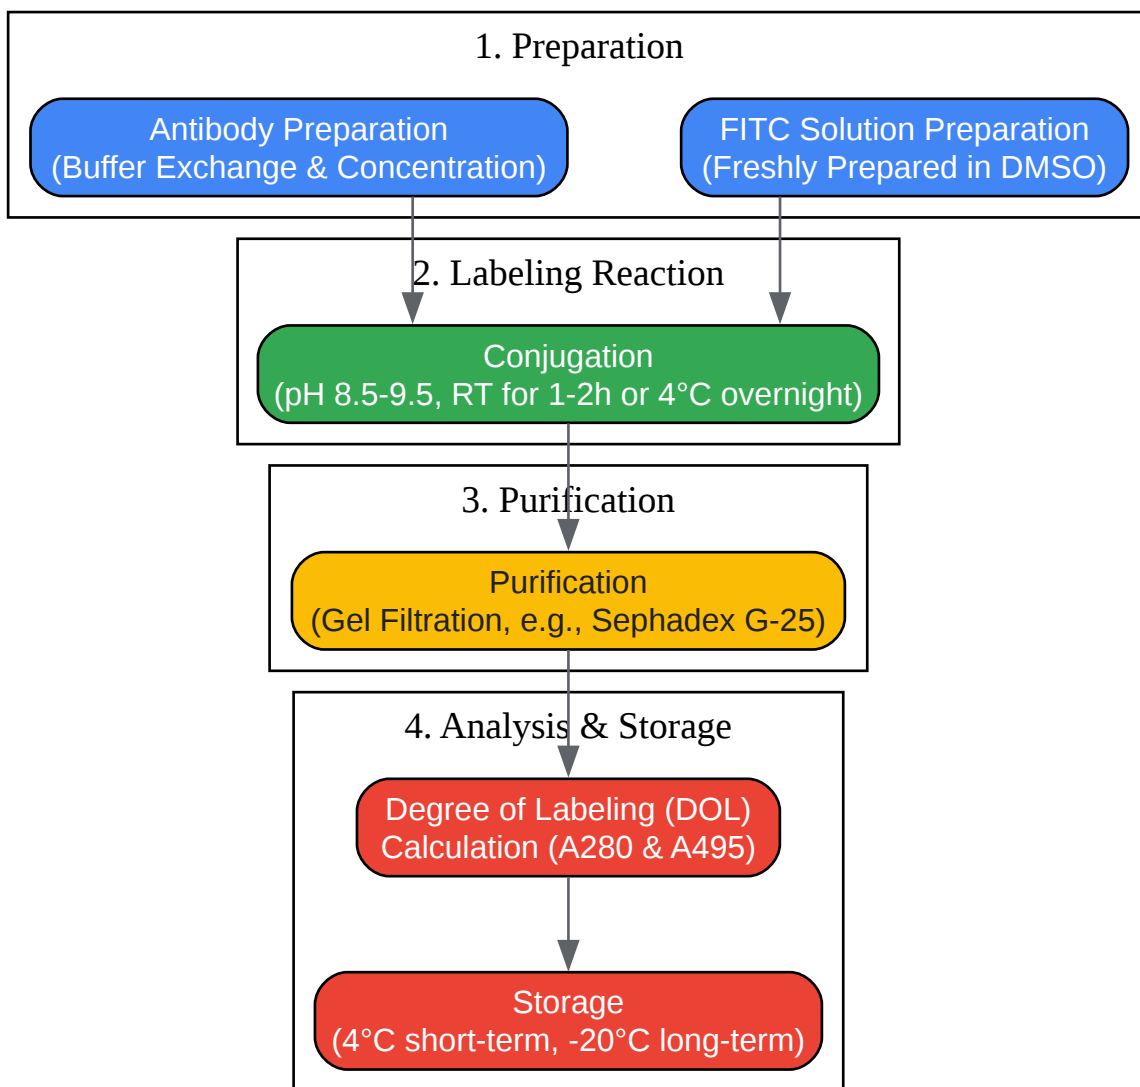 1. Preparation
Antibody Preparation
(Buffer Exchange & Concentration)
FITC Solution Preparation
(Freshly Prepared in DMSO)
2. Labeling Reaction
Conjugation
(pH 8.5-9.5, RT for 1-2h or 4°C overnight)
3. Purification
Purification
(Gel Filtration, e.g., Sephadex G-25)
4. Analysis & Storage
Degree of Labeling (DOL)
Calculation (A280 & A495)
Storage
(4°C short-term, -20°C long-term)